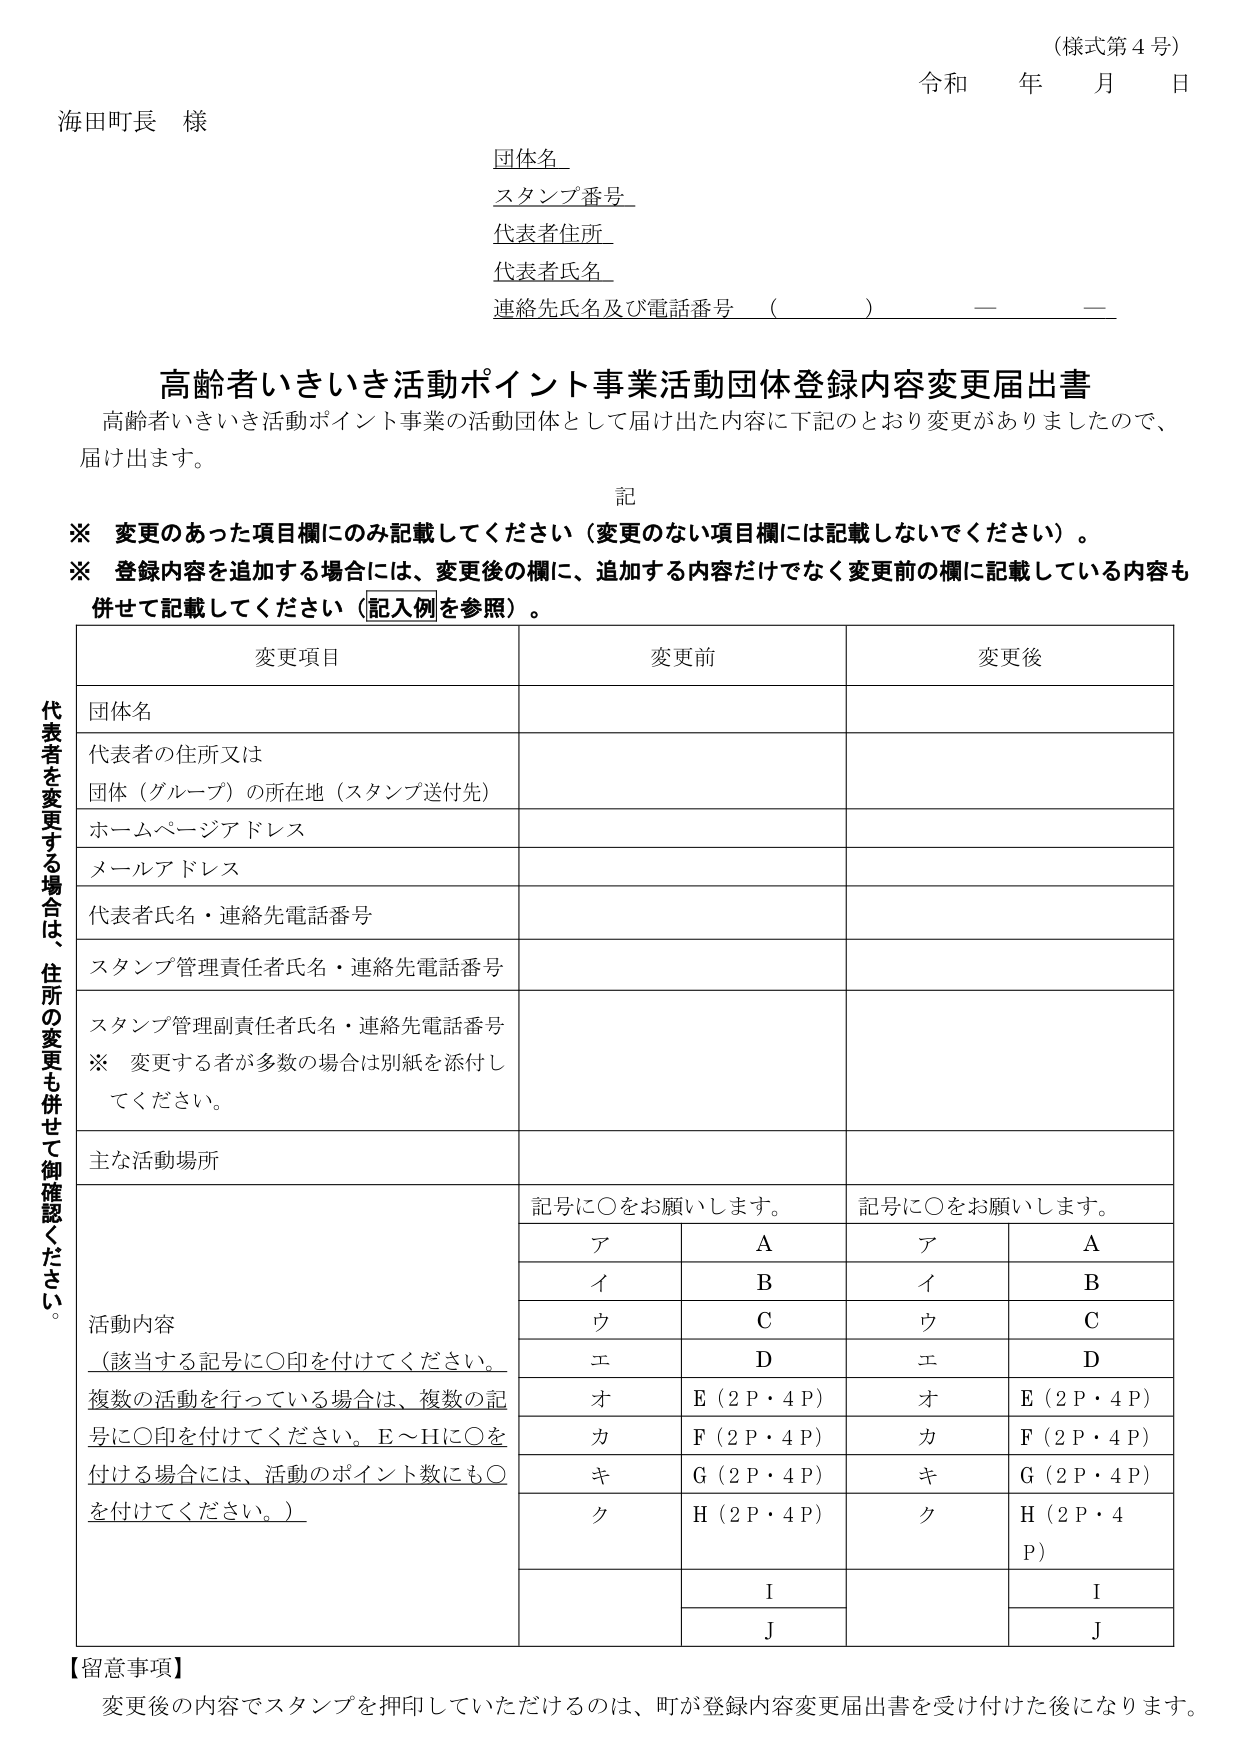 （様式第４号）
令和　　年　　月　　日
海田町長　様
団体名
スタンプ番号
代表者住所
代表者氏名
連絡先氏名及び電話番号　（　　　　）　　　　―　　　　―
高齢者いきいき活動ポイント事業活動団体登録内容変更届出書
高齢者いきいき活動ポイント事業の活動団体として届け出た内容に下記のとおり変更がありましたので、
届け出ます。
記
※　変更のあった項目欄にのみ記載してください（変更のない項目欄には記載しないでください）。
※　登録内容を追加する場合には、変更後の欄に、追加する内容だけでなく変更前の欄に記載している内容も
併せて記載してください（記入例を参照）。
代表者を変更する場合は、住所の変更も併せて御確認ください。
変更項目　変更前　変更後
団体名
代表者の住所又は
団体（グループ）の所在地（スタンプ送付先）
ホームページアドレス
メールアドレス
代表者氏名・連絡先電話番号
スタンプ管理責任者氏名・連絡先電話番号
スタンプ管理副責任者氏名・連絡先電話番号
※　変更する者が多数の場合は別紙を添付し
てください。
主な活動場所
活動内容
（該当する記号に〇印を付けてください。
複数の活動を行っている場合は、複数の記
号に〇印を付けてください。Ｅ～Ｈに〇を
付ける場合には、活動のポイント数にも〇
を付けてください。）
記号に〇をお願いします。　記号に〇をお願いします。
ア　A　ア　A
イ　B　イ　B
ウ　C　ウ　C
エ　D　エ　D
オ　E（２Ｐ・４Ｐ）　オ　E（２Ｐ・４Ｐ）
カ　F（２Ｐ・４Ｐ）　カ　F（２Ｐ・４Ｐ）
キ　G（２Ｐ・４Ｐ）　キ　G（２Ｐ・４Ｐ）
ク　H（２Ｐ・４Ｐ）　ク　H（２Ｐ・４
Ｐ）
I　I
J　J
【留意事項】
変更後の内容でスタンプを押印していただけるのは、町が登録内容変更届出書を受け付けた後になります。